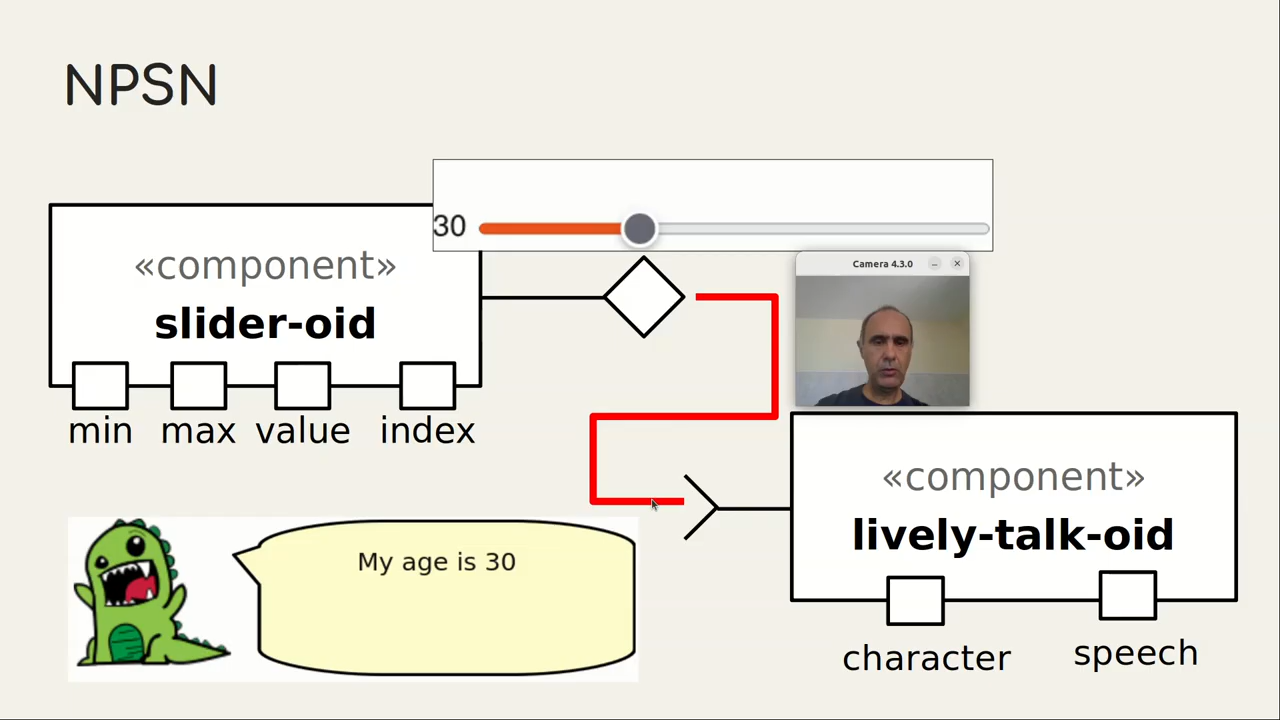 NPSN
30
«component»
slider-oid
min max value index
Camera 4.3.0
«component»
lively-talk-oid
character speech
My age is 30